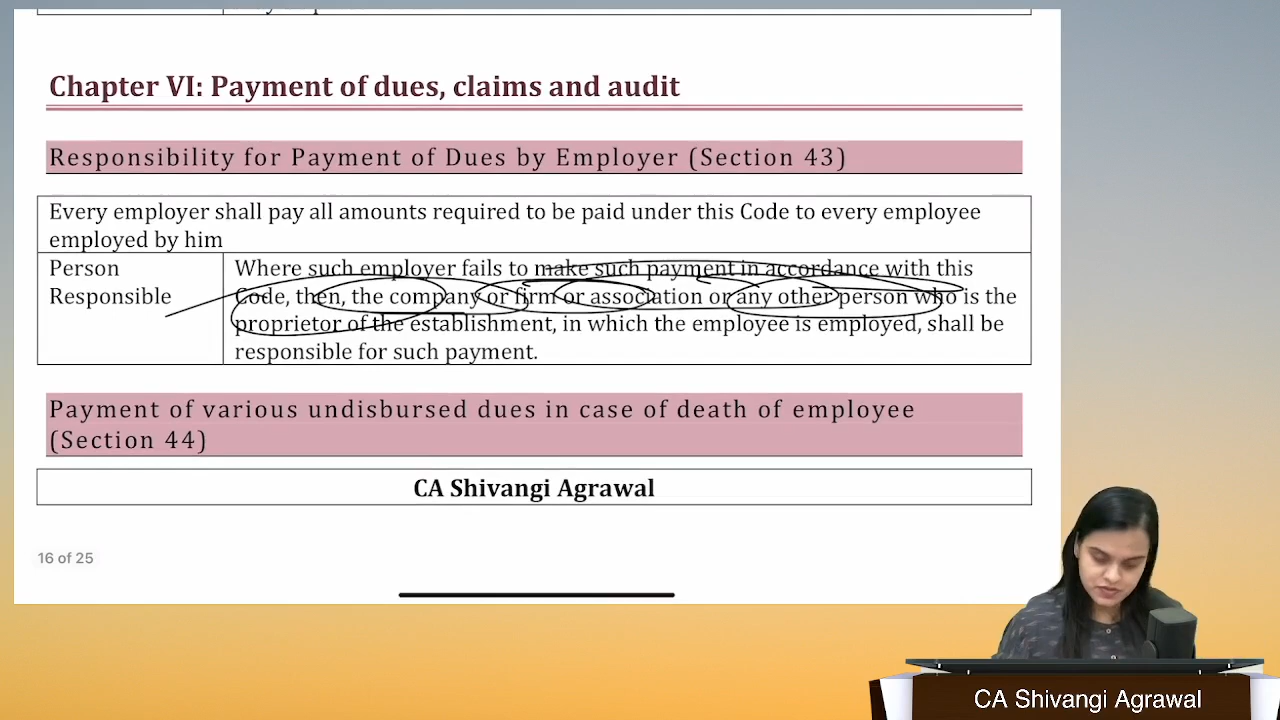 Chapter VI: Payment of dues, claims and audit
Responsibility for Payment of Dues by Employer (Section 43)
Every employer shall pay all amounts required to be paid under this Code to every employee
employed by him
Person
Responsible
Where such employer fails to make such payment in accordance with this
Code, then, the company or firm or association or any other person who is the
proprietor of the establishment, in which the employee is employed, shall be
responsible for such payment.
Payment of various undisbursed dues in case of death of employee
(Section 44)
CA Shivangi Agrawal
16 of 25
CA Shivangi Agrawal